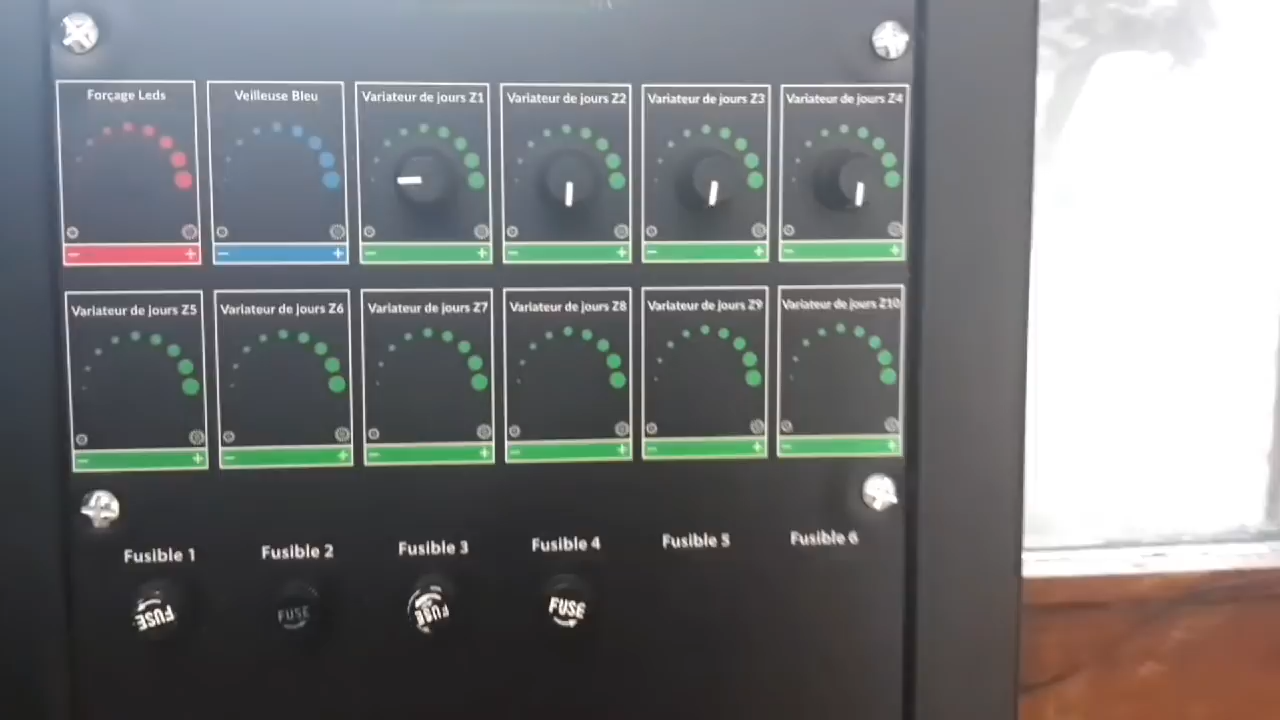 Forçage Leds
Veilleuse Bleu
Variateur de jours Z1
Variateur de jours Z2
Variateur de jours Z3
Variateur de jours Z4
- +
- +
- +
- +
- +
- +
Variateur de jours Z5
Variateur de jours Z6
Variateur de jours Z7
Variateur de jours Z8
Variateur de jours Z9
Variateur de jours Z10
- +
- +
- +
- +
- +
- +
Fusible 1
Fusible 2
Fusible 3
Fusible 4
Fusible 5
Fusible 6
FUSE
FUSE
FUSE
FUSE